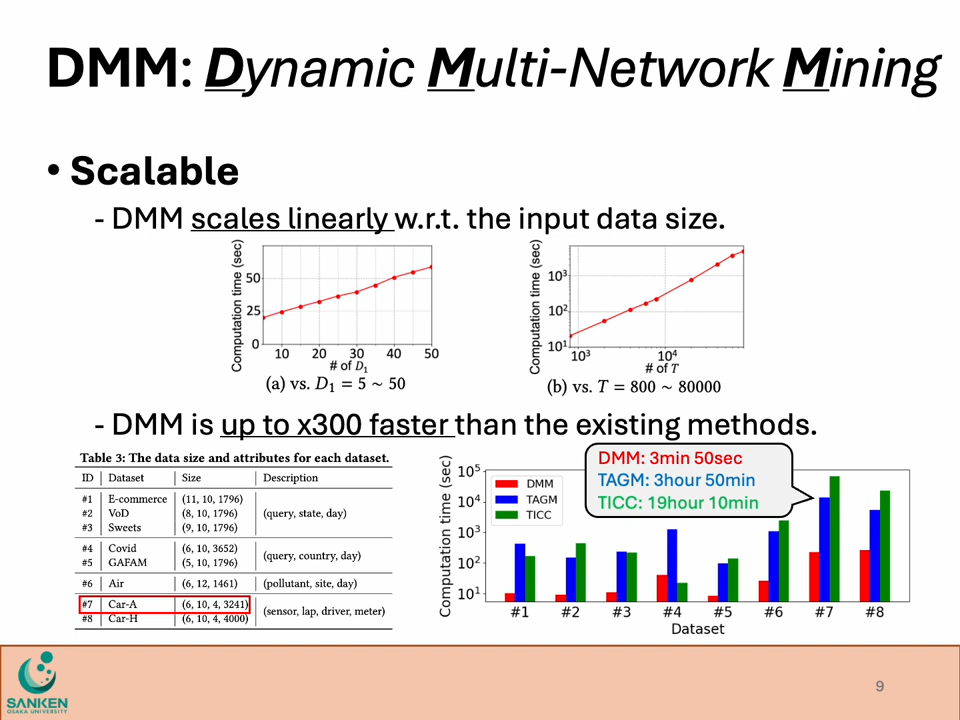 DMM: Dynamic Multi-Network Mining
• Scalable
- DMM scales linearly w.r.t. the input data size.
Computation time (sec)
50
25
0
10 20 30 40 50
# of D₁
(a) vs. D₁ = 5 ~ 50
Computation time (sec)
10³
10²
10¹
10³ 10⁴
# of T
(b) vs. T = 800 ~ 80000
- DMM is up to x300 faster than the existing methods.
Table 3: The data size and attributes for each dataset.
ID Dataset Size Description
#1 E-commerce (11, 10, 1796)
#2 VoD (8, 10, 1796) (query, state, day)
#3 Sweets (9, 10, 1796)
#4 Covid (6, 10, 3652) (query, country, day)
#5 GAFAM (5, 10, 1796)
#6 Air (6, 12, 1461) (pollutant, site, day)
#7 Car-A (6, 10, 4, 3241) (sensor, lap, driver, meter)
#8 Car-H (6, 10, 4, 4000)
DMM: 3min 50sec
TAGM: 3hour 50min
TICC: 19hour 10min
Computation time (sec)
10⁵
10⁴
10³
10²
10¹
DMM
TAGM
TICC
#1 #2 #3 #4 #5 #6 #7 #8
Dataset
SANKEN
OSAKA UNIVERSITY
9